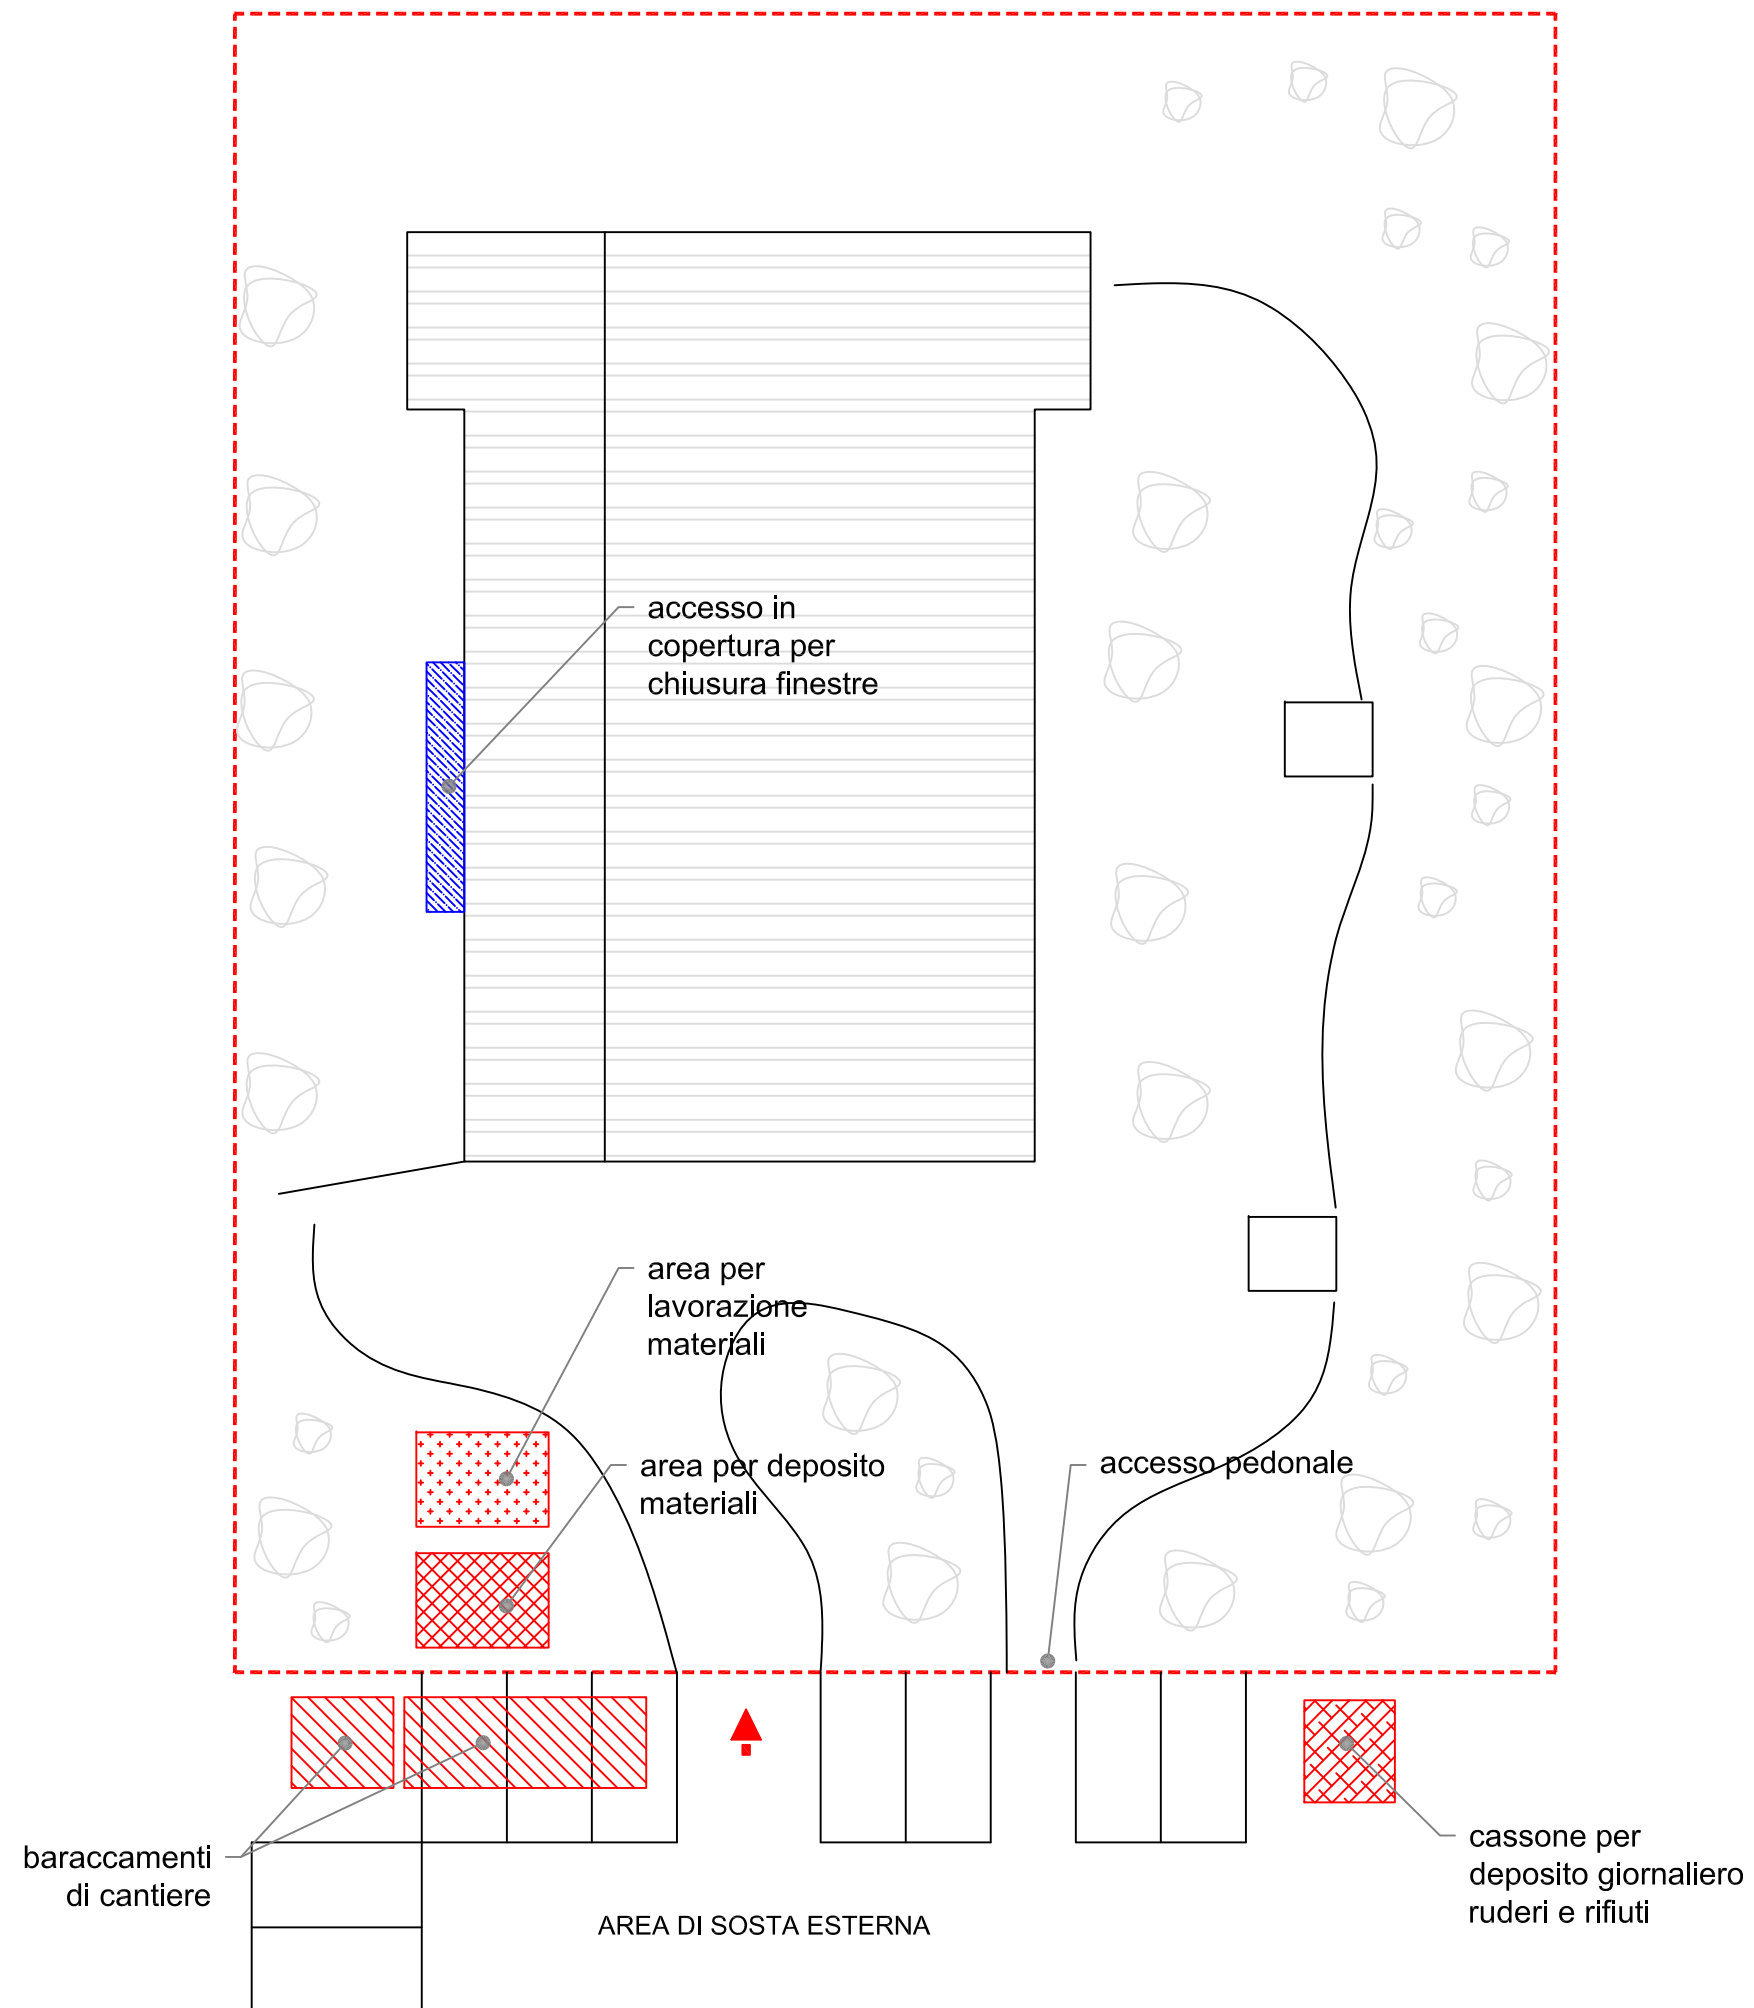 accesso in
copertura per
chiusura finestre
area per
lavorazione
materiali
area per deposito
materiali
accesso pedonale
baraccamenti
di cantiere
cassone per
deposito giornaliero
ruderi e rifiuti
AREA DI SOSTA ESTERNA